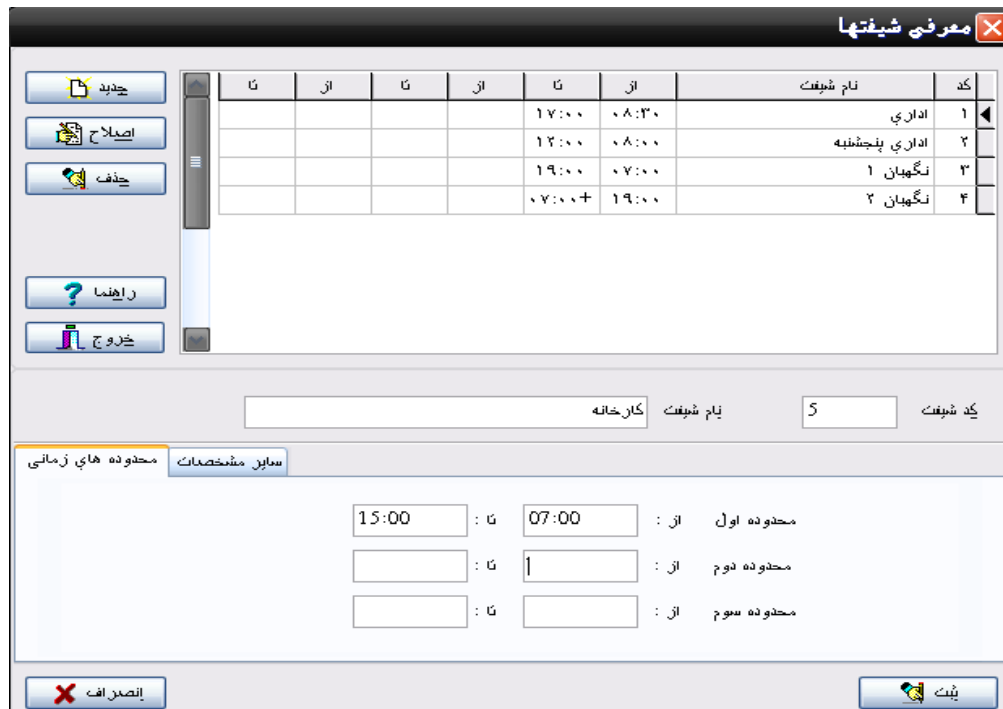 معرفی شیفتها
کد نام شیفت از تا از تا از تا
۱ اداري ۰۸:۳۰ ۱۷:۰۰
۲ اداري پنجشنبه ۰۸:۰۰ ۱۲:۰۰
۳ نگهبان ۱ ۰۷:۰۰ ۱۹:۰۰
۴ نگهبان ۲ ۱۹:۰۰ ۰۷:۰۰+
جدید
اصلاح
حذف
راهنما
خروج
کد شیفت 5 نام شیفت کارخانه
سایر مشخصات محدوده هاي زمانی
محدوده اول از : 07:00 تا : 15:00
محدوده دوم از : تا :
محدوده سوم از : تا :
ثبت انصراف